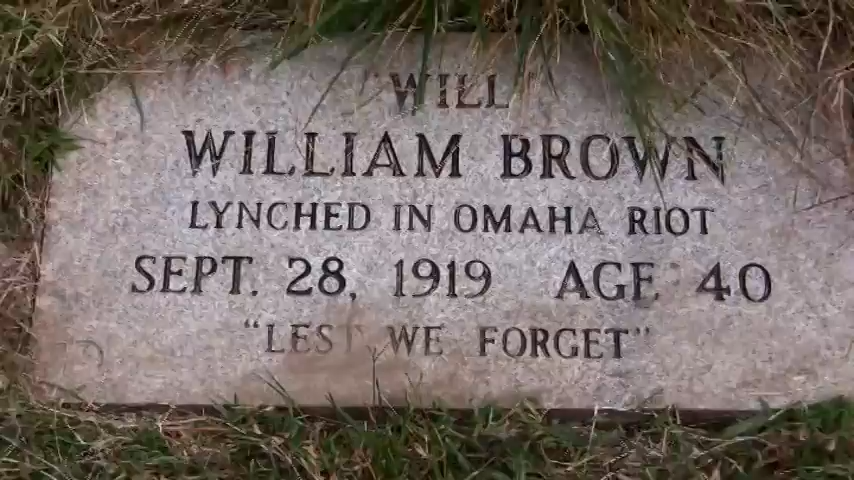 "WILL"
WILLIAM BROWN
LYNCHED IN OMAHA RIOT
SEPT. 28, 1919 AGE 40
"LEST WE FORGET"